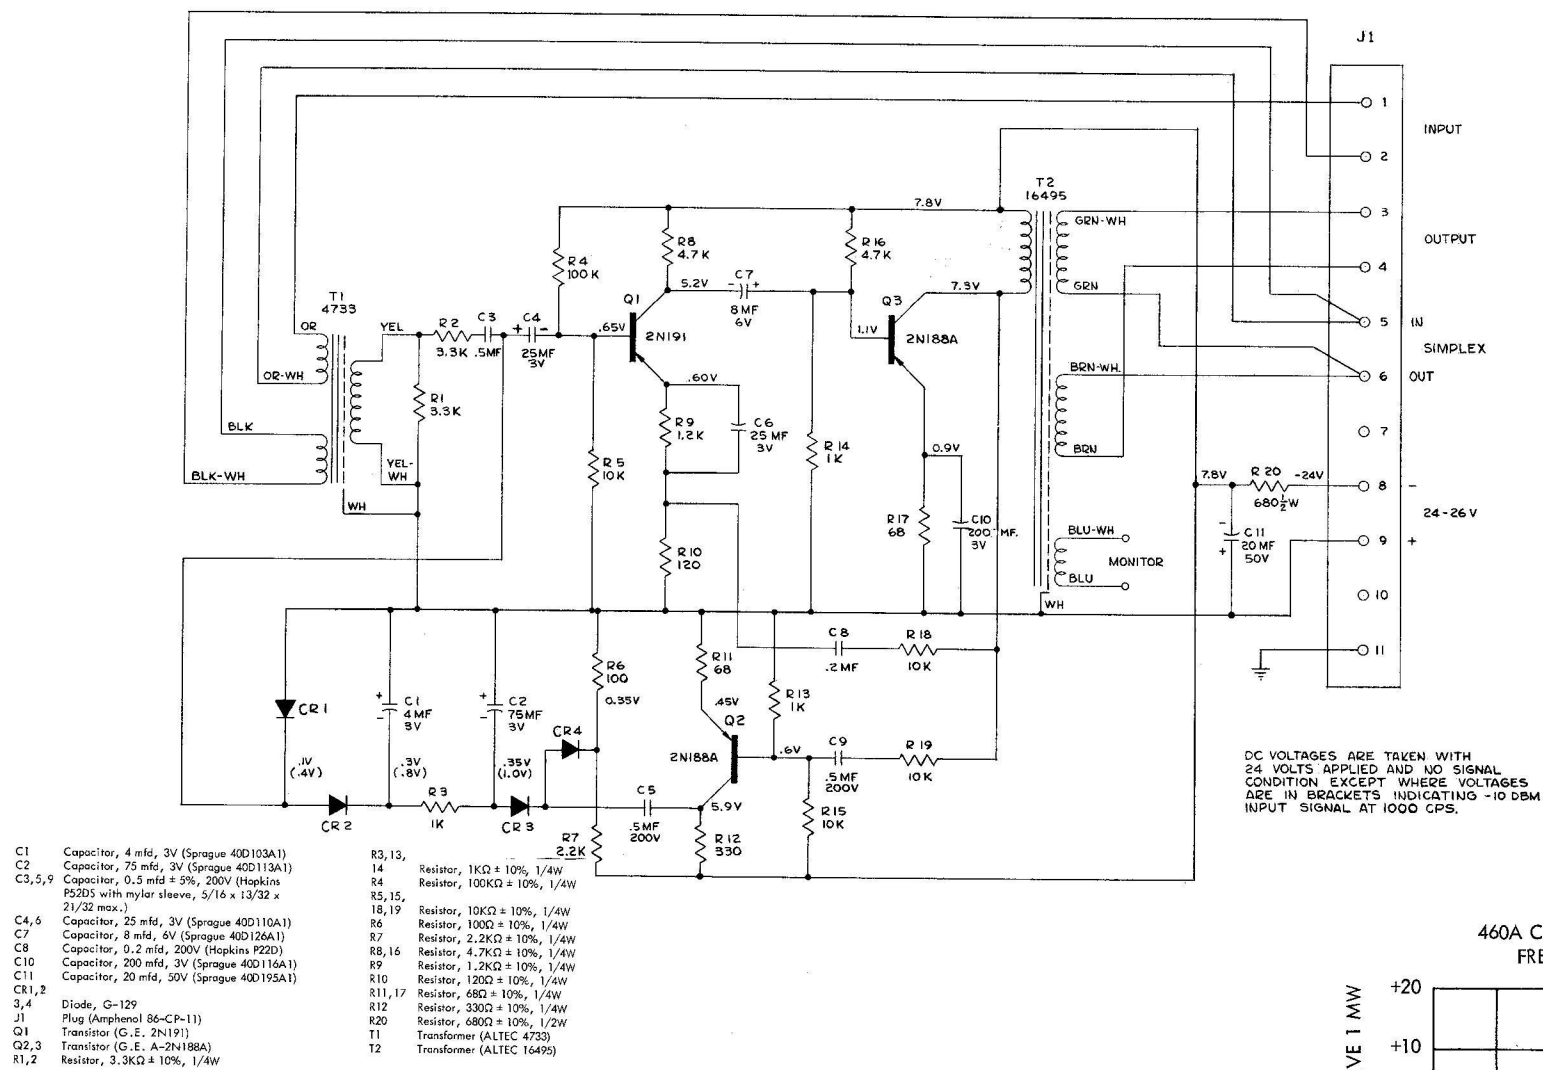 J1
1
INPUT
2
T2
16495
7.8V
GRN-WH
3
OUTPUT
R8
4.7K
R16
4.7K
R4
100K
4
5.2V
C7
- +
7.3V
GRN
T1
4733
Q1
8MF
6V
Q3
OR
YEL
R2
C3
C4
+ -
.65V
2N191
1.1V
2N188A
5
IN
3.3K
.5MF
25MF
3V
SIMPLEX
OR-WH
.60V
BRN-WH
6
OUT
R1
3.3K
R9
1.2K
C6
25 MF
3V
BLK
R14
1K
0.9V
BRN
7
YEL-
WH
R5
10K
7.8V
R 20
-24V
BLK-WH
8
-
680½W
WH
R17
68
C10
200 MF.
3V
-
C11
20MF
50V
+
24-26V
BLU-WH
9
+
R10
120
MONITOR
BLU
WH
10
C8
R18
R11
68
.2MF
10K
11
R6
100
+
C1
4MF
3V
-
+
C2
75MF
3V
-
0.35V
R13
1K
CR1
.45V
Q2
CR4
.6V
C9
R 19
2N188A
.1V
(.4V)
.3V
(.8V)
.35V
(1.0V)
.5MF
200V
10K
DC VOLTAGES ARE TAKEN WITH
24 VOLTS APPLIED AND NO SIGNAL
CONDITION EXCEPT WHERE VOLTAGES
ARE IN BRACKETS INDICATING -10 DBM
INPUT SIGNAL AT 1000 CPS.
R3
C5
5.9V
CR2
1K
CR3
.5MF
200V
R15
10K
R7
2.2K
R12
330
C1 Capacitor, 4 mfd, 3V (Sprague 40D103A1)
C2 Capacitor, 75 mfd, 3V (Sprague 40D113A1)
C3,5,9 Capacitor, 0.5 mfd ± 5%, 200V (Hopkins
P52DS with mylar sleeve, 5/16 x 13/32 x
21/32 max.)
C4,6 Capacitor, 25 mfd, 3V (Sprague 40D110A1)
C7 Capacitor, 8 mfd, 6V (Sprague 40D126A1)
C8 Capacitor, 0.2 mfd, 200V (Hopkins P22D)
C10 Capacitor, 200 mfd, 3V (Sprague 40D116A1)
C11 Capacitor, 20 mfd, 50V (Sprague 40D195A1)
CR1,2
3,4 Diode, G-129
J1 Plug (Amphenol 86-CP-11)
Q1 Transistor (G.E. 2N191)
Q2,3 Transistor (G.E. A-2N188A)
R1,2 Resistor, 3.3KΩ ± 10%, 1/4W
R3,13,
14 Resistor, 1KΩ ± 10%, 1/4W
R4 Resistor, 100KΩ ± 10%, 1/4W
R5,15,
18,19 Resistor, 10KΩ ± 10%, 1/4W
R6 Resistor, 100Ω ± 10%, 1/4W
R7 Resistor, 2.2KΩ ± 10%, 1/4W
R8,16 Resistor, 4.7KΩ ± 10%, 1/4W
R9 Resistor, 1.2KΩ ± 10%, 1/4W
R10 Resistor, 120Ω ± 10%, 1/4W
R11,17 Resistor, 68Ω ± 10%, 1/4W
R12 Resistor, 330Ω ± 10%, 1/4W
R20 Resistor, 680Ω ± 10%, 1/2W
T1 Transformer (ALTEC 4733)
T2 Transformer (ALTEC 16495)
460A C
FRE
VE 1 MW
+20
+10